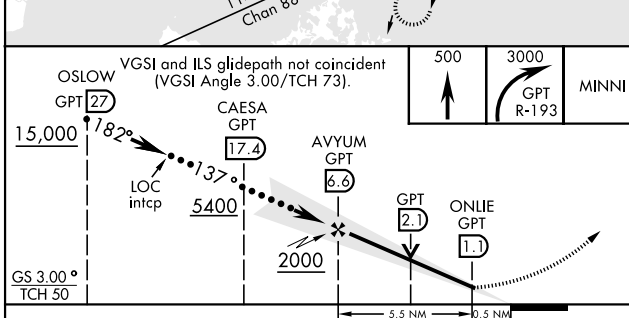 Chan 88
VGSI and ILS glidepath not coincident
(VGSI Angle 3.00/TCH 73).
500
3000
GPT
R-193
MINNI
OSLOW
GPT 27
15,000
182°
LOC
intcp
137°
CAESA
GPT
17.4
5400
AVYUM
GPT
6.6
2000
GPT
2.1
ONLIE
GPT
1.1
GS 3.00°
TCH 50
5.5 NM
0.5 NM